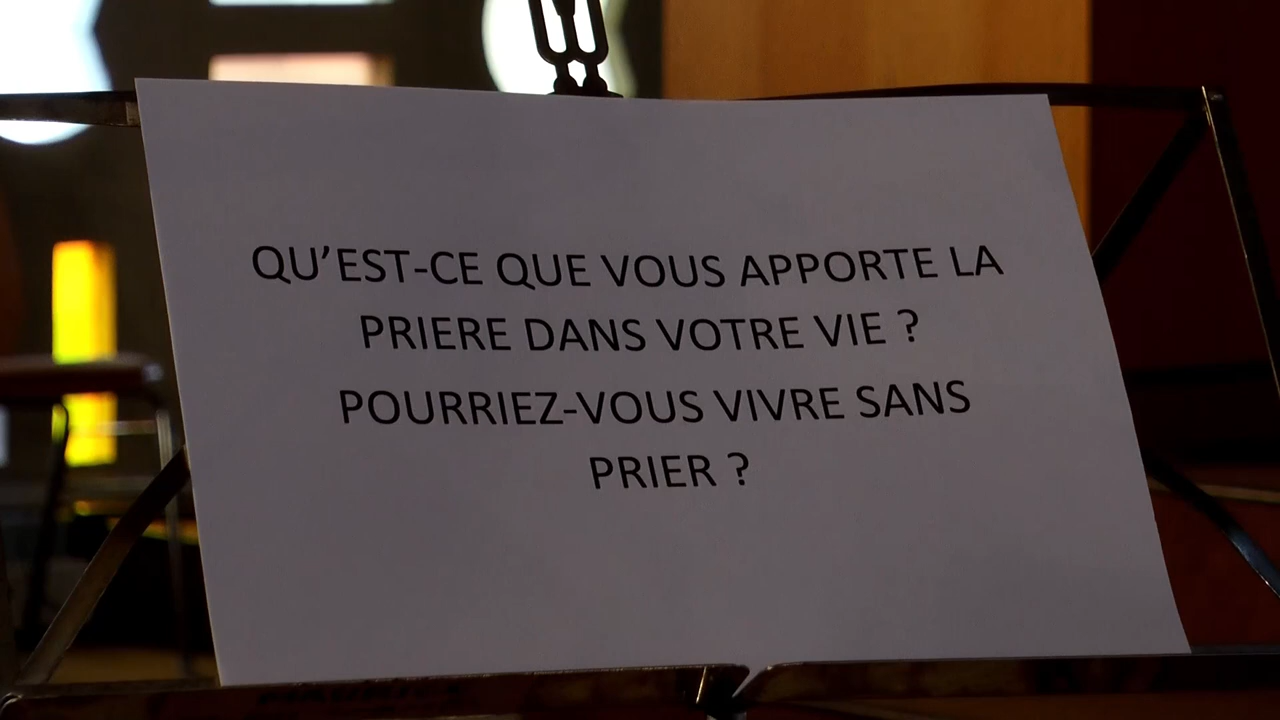 QU’EST-CE QUE VOUS APPORTE LA
PRIERE DANS VOTRE VIE ?
POURRIEZ-VOUS VIVRE SANS
PRIER ?